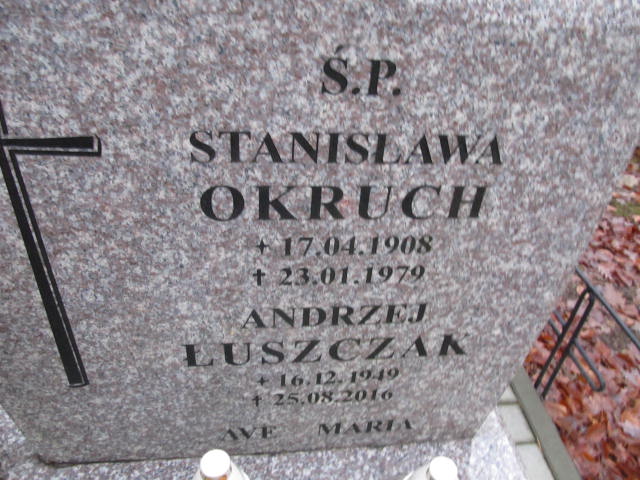 Ś.P.
STANISŁAWA
OKRUCH
+ 17.04.1908
† 23.01.1979
ANDRZEJ
ŁUSZCZAK
+ 16.12.1949
† 25.08.2016
AVE MARIA